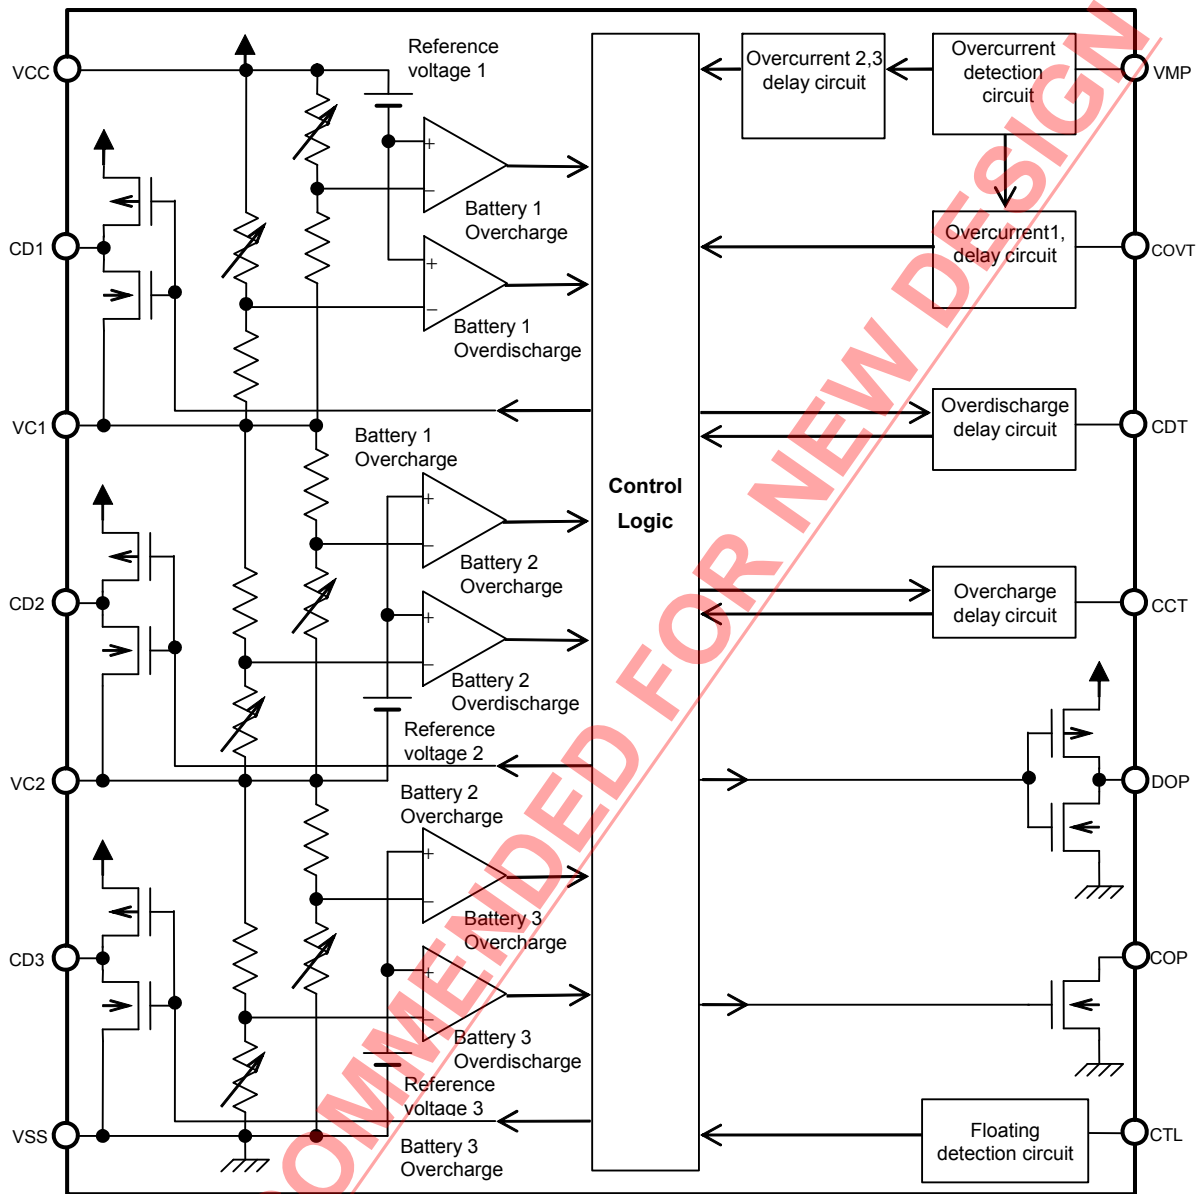 VCC
Reference
voltage 1
Overcurrent 2,3
delay circuit
Overcurrent
detection
circuit
VMP
+
−
Battery 1
Overcharge
CD1
+
−
Battery 1
Overdischarge
Overcurrent1,
delay circuit
COVT
VC1
Battery 1
Overcharge
Overdischarge
delay circuit
CDT
Control
Logic
+
−
Battery 2
Overcharge
CD2
+
−
Battery 2
Overdischarge
Overcharge
delay circuit
CCT
Reference
voltage 2
VC2
Battery 2
Overcharge
DOP
+
−
Battery 3
Overcharge
CD3
+
−
Battery 3
Overdischarge
COP
Reference
voltage 3
VSS
Battery 3
Overcharge
Floating
detection circuit
CTL
OMMENDED FOR NEW DESIGN